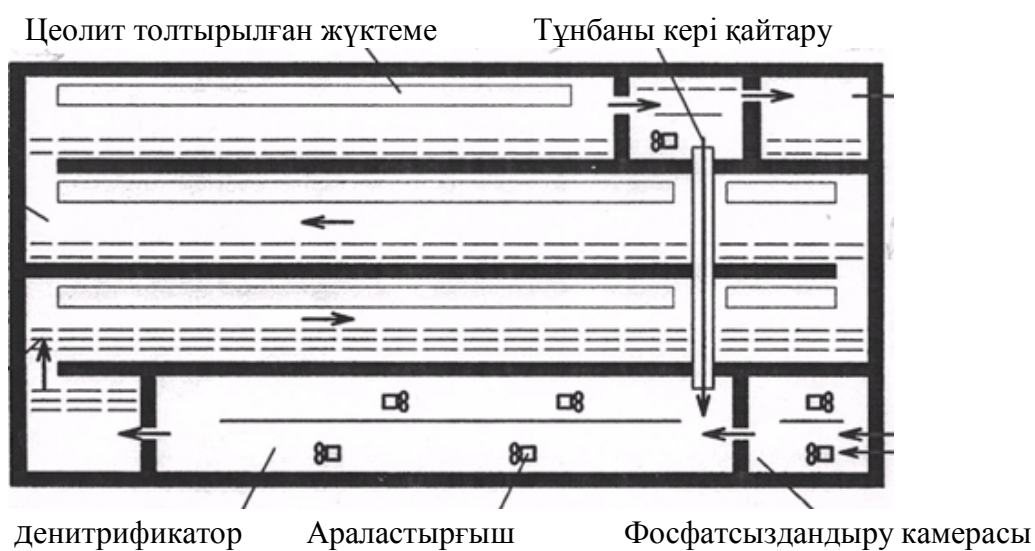 Цеолит толтырылған жүктеме
Тұнбаны кері қайтару
Денитрификатор
Араластырғыш
Фосфатсыздандыру камерасы